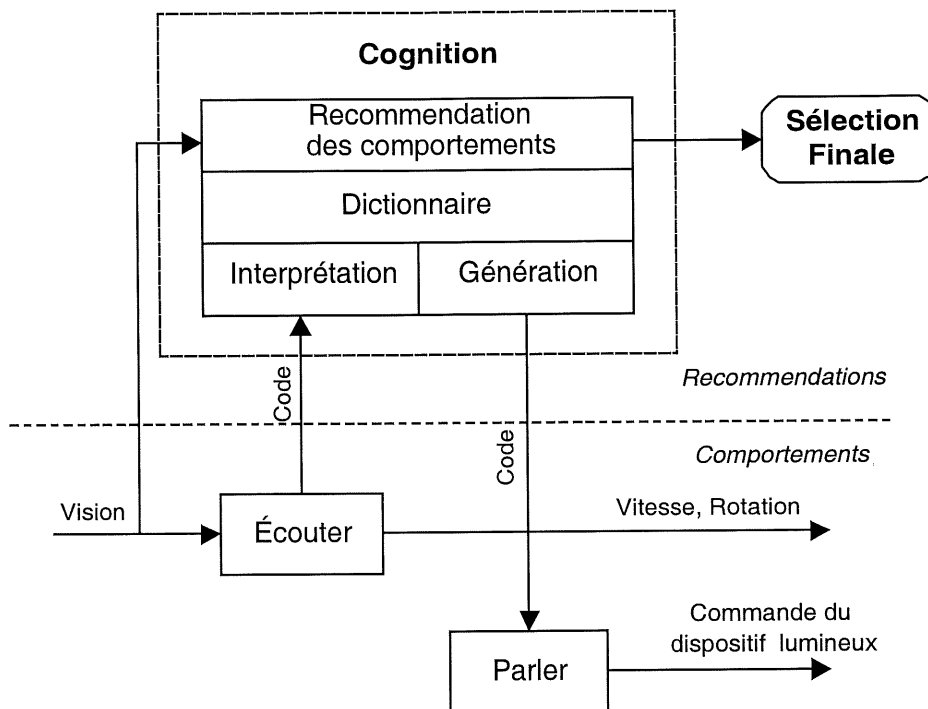 Cognition
Recommendation
des comportements
Sélection
Finale
Dictionnaire
Interprétation
Génération
Code
Recommendations
Code
Comportements
Vision
Écouter
Vitesse, Rotation
Commande du
dispositif lumineux
Parler